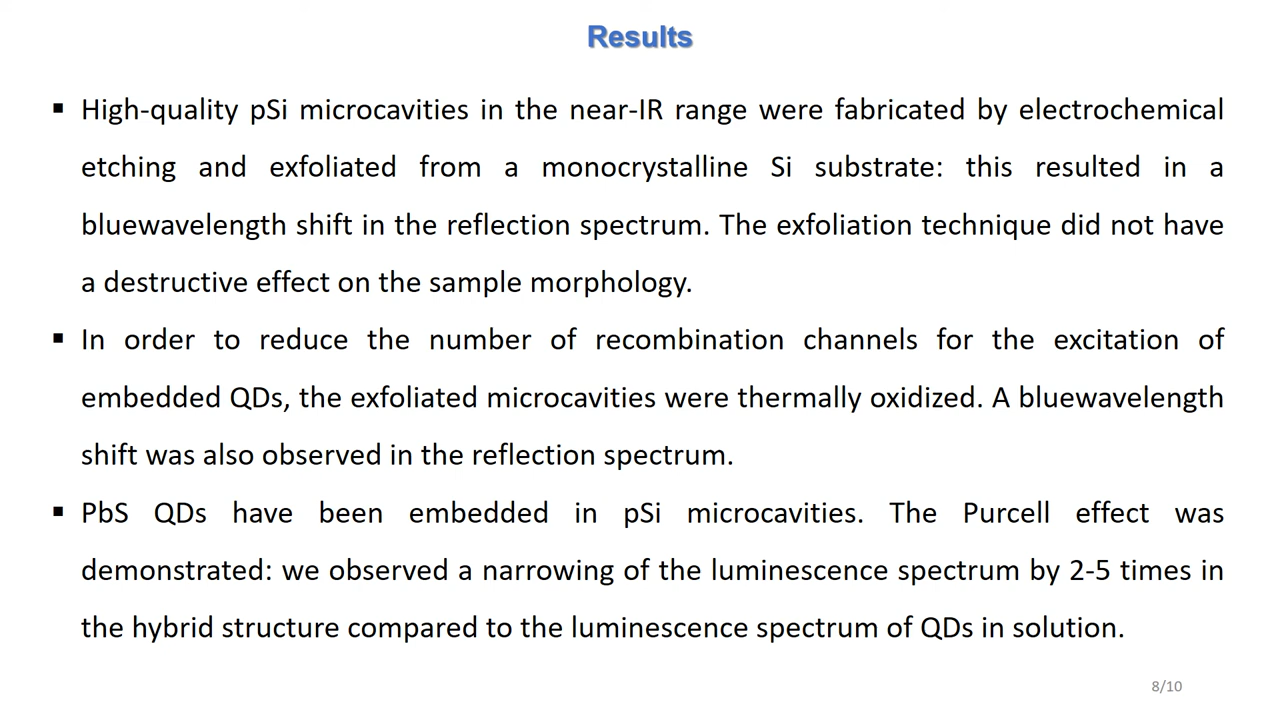 Results
▪ High-quality pSi microcavities in the near-IR range were fabricated by electrochemical
etching and exfoliated from a monocrystalline Si substrate: this resulted in a
bluewavelength shift in the reflection spectrum. The exfoliation technique did not have
a destructive effect on the sample morphology.
▪ In order to reduce the number of recombination channels for the excitation of
embedded QDs, the exfoliated microcavities were thermally oxidized. A bluewavelength
shift was also observed in the reflection spectrum.
▪ PbS QDs have been embedded in pSi microcavities. The Purcell effect was
demonstrated: we observed a narrowing of the luminescence spectrum by 2-5 times in
the hybrid structure compared to the luminescence spectrum of QDs in solution.
8/10